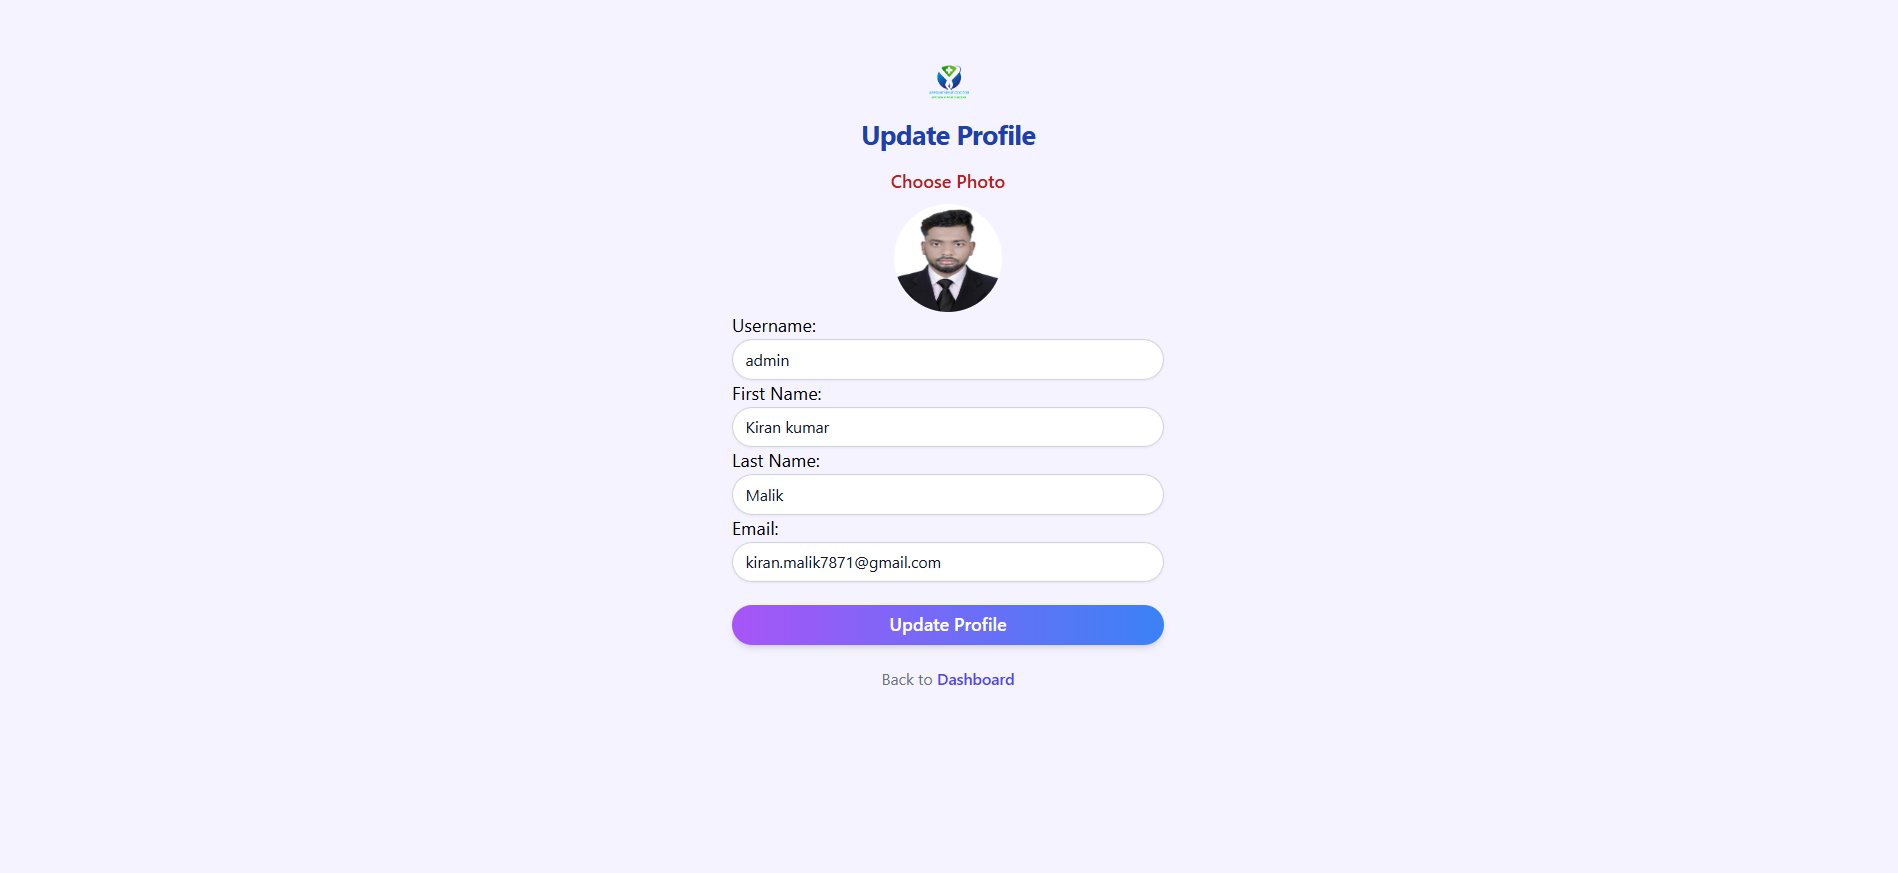 Update Profile
Choose Photo
Username:
admin
First Name:
Kiran kumar
Last Name:
Malik
Email:
kiran.malik7871@gmail.com
Update Profile
Back to Dashboard